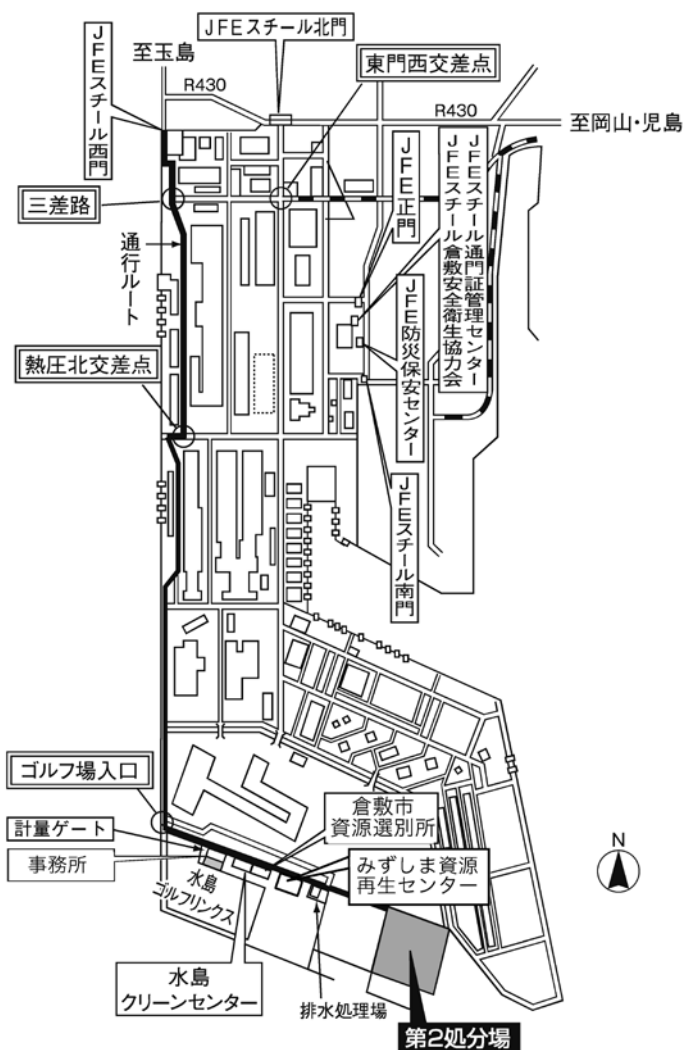 JFEスチール北門
至玉島
東門西交差点
R430
R430
至岡山・児島
JFEスチール西門
三差路
通行ルート
JFE正門
JFEスチール通門証管理センター
JFEスチール倉敷安全衛生協力会
JFE防災保安センター
熱圧北交差点
JFEスチール南門
ゴルフ場入口
計量ゲート
事務所
倉敷市
資源選別所
みずしま資源
再生センター
水島
ゴルフリンクス
N
水島
クリーンセンター
排水処理場
第2処分場